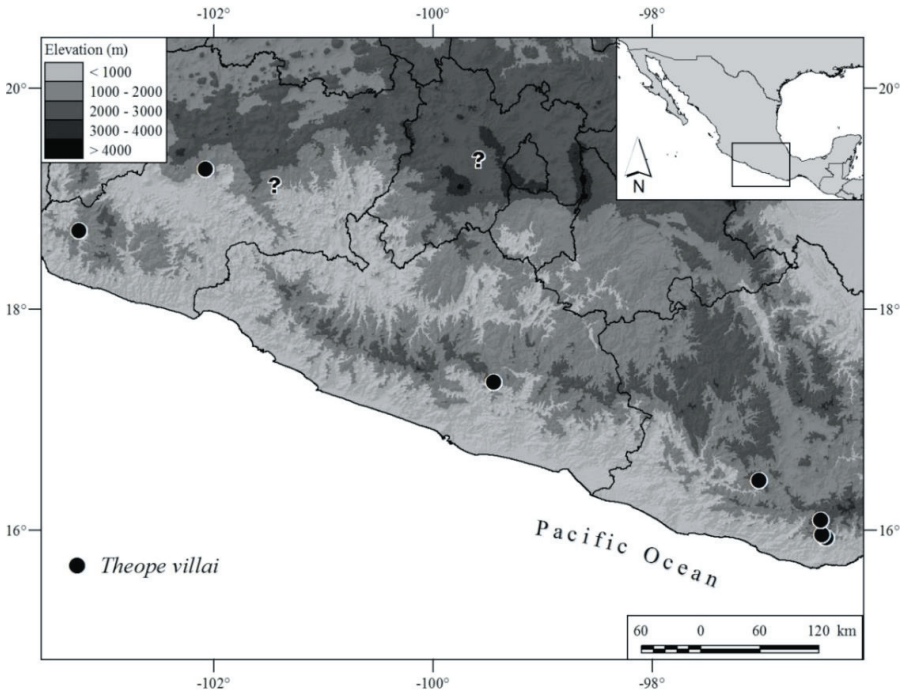 -102° -100° -98°
Elevation (m)
< 1000
1000 - 2000
2000 - 3000
3000 - 4000
> 4000
20° 20°
N
?
?
18° 18°
16° 16°
Pacific Ocean
Theope villai
60 0 60 120 km
-102° -100° -98°